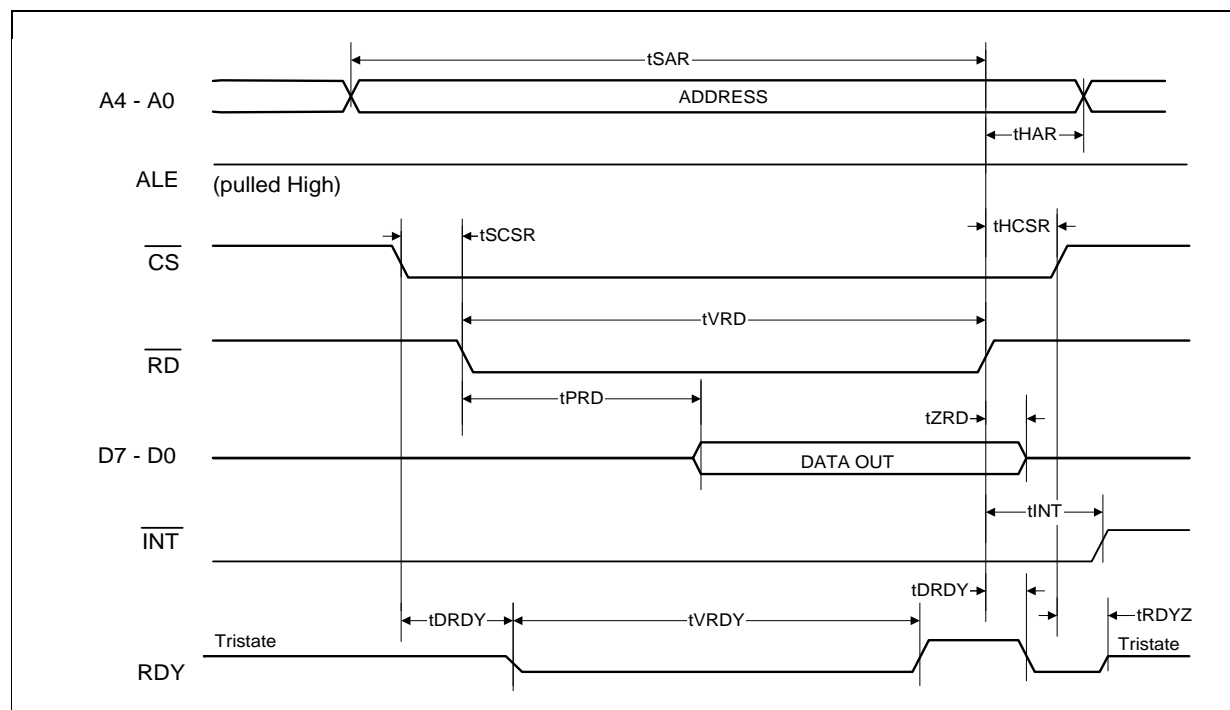 tSAR
A4 - A0
ADDRESS
tHAR
ALE
(pulled High)
tSCSR
tHCSR
CS
tVRD
RD
tPRD
tZRD
D7 - D0
DATA OUT
tINT
INT
tDRDY
tDRDY
tVRDY
tRDYZ
Tristate
Tristate
RDY